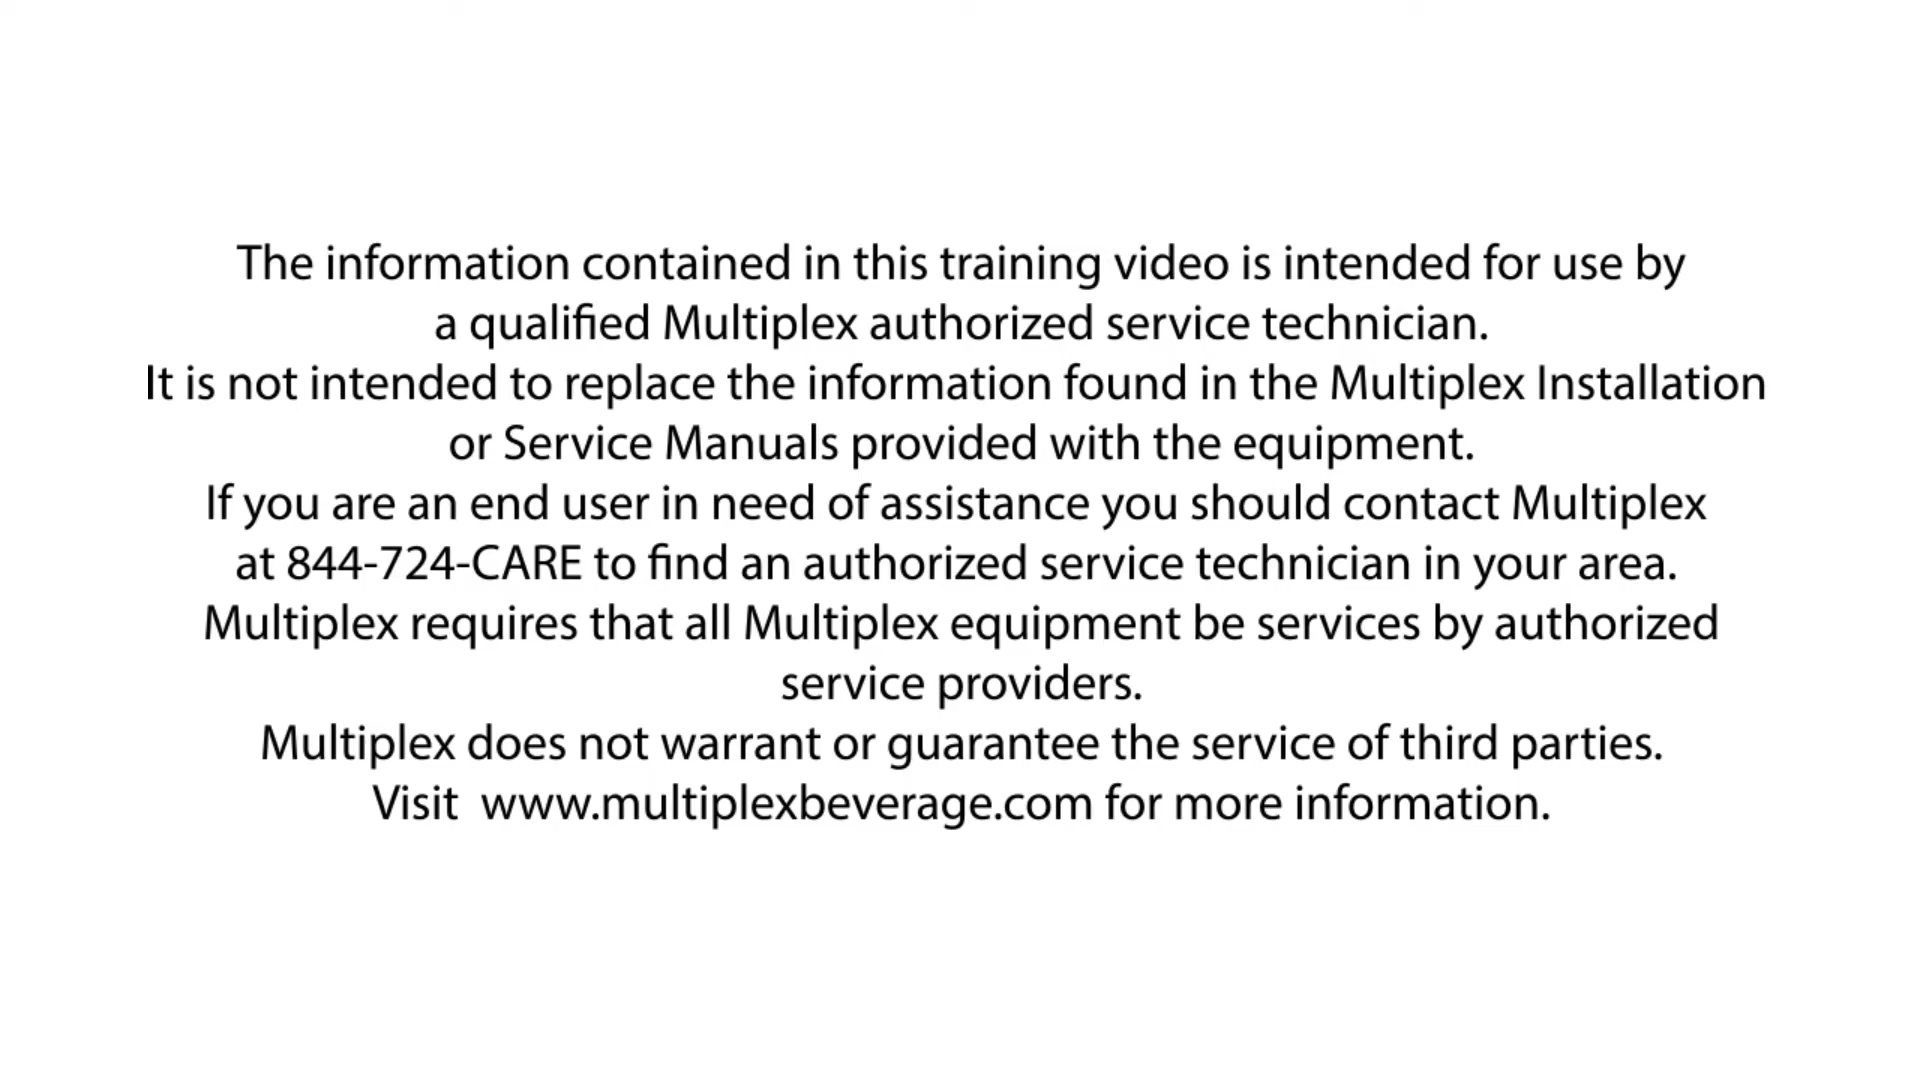 The information contained in this training video is intended for use by
a qualified Multiplex authorized service technician.
It is not intended to replace the information found in the Multiplex Installation
or Service Manuals provided with the equipment.
If you are an end user in need of assistance you should contact Multiplex
at 844-724-CARE to find an authorized service technician in your area.
Multiplex requires that all Multiplex equipment be services by authorized
service providers.
Multiplex does not warrant or guarantee the service of third parties.
Visit  www.multiplexbeverage.com for more information.